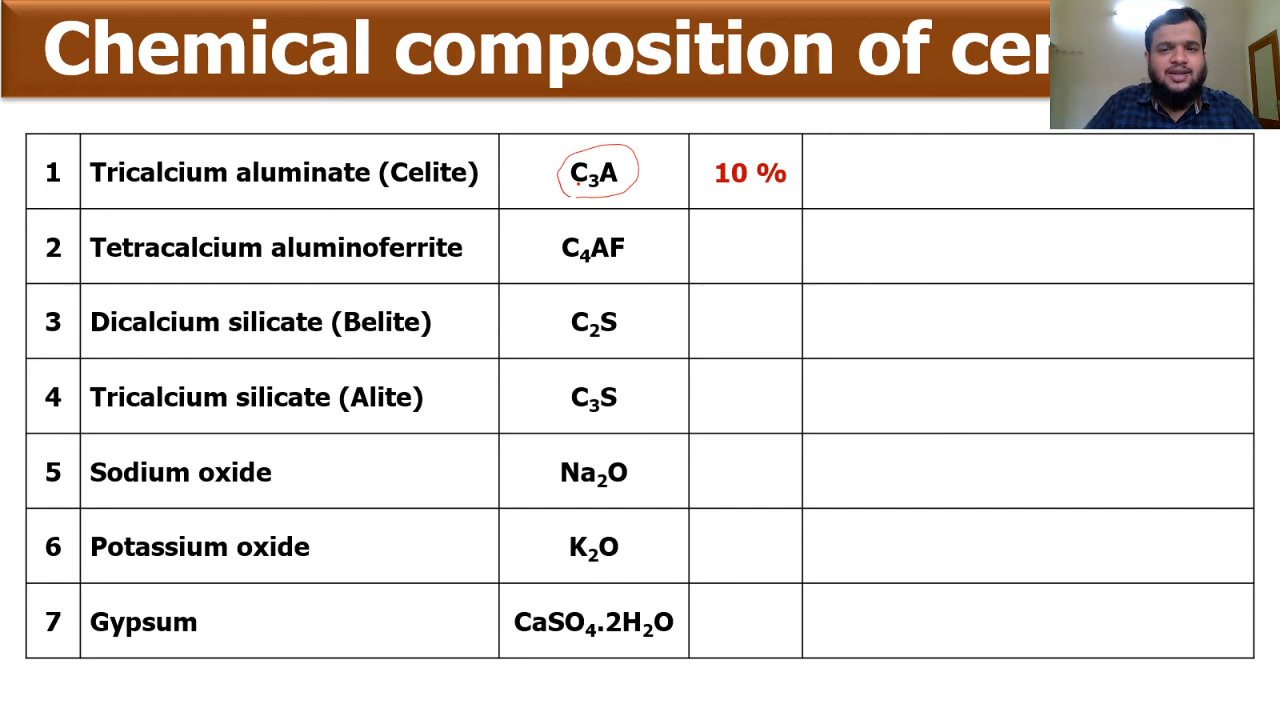 Chemical composition of cem
1 Tricalcium aluminate (Celite) C₃A 10 %
2 Tetracalcium aluminoferrite C₄AF
3 Dicalcium silicate (Belite) C₂S
4 Tricalcium silicate (Alite) C₃S
5 Sodium oxide Na₂O
6 Potassium oxide K₂O
7 Gypsum CaSO₄.2H₂O